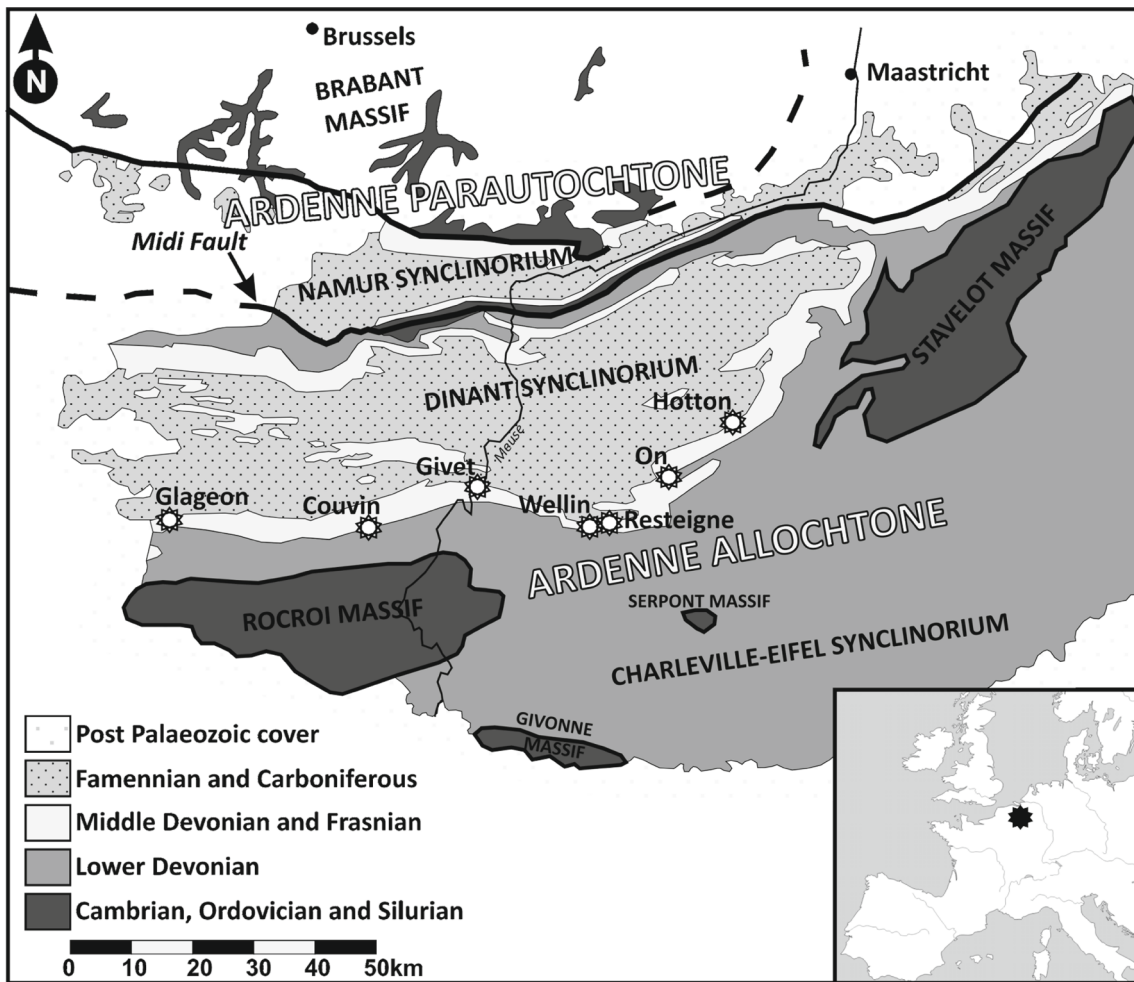 N
Brussels
BRABANT
MASSIF
Maastricht
ARDENNE PARAUTOCHTONE
Midi Fault
NAMUR SYNCLINORIUM
STAVELOT MASSIF
DINANT SYNCLINORIUM
Hotton
Meuse
On
Givet
Glageon
Couvin
Wellin
Resteigne
ARDENNE ALLOCHTONE
ROCROI MASSIF
SERPONT MASSIF
CHARLEVILLE-EIFEL SYNCLINORIUM
GIVONNE
MASSIF
Post Palaeozoic cover
Famennian and Carboniferous
Middle Devonian and Frasnian
Lower Devonian
Cambrian, Ordovician and Silurian
0 10 20 30 40 50km